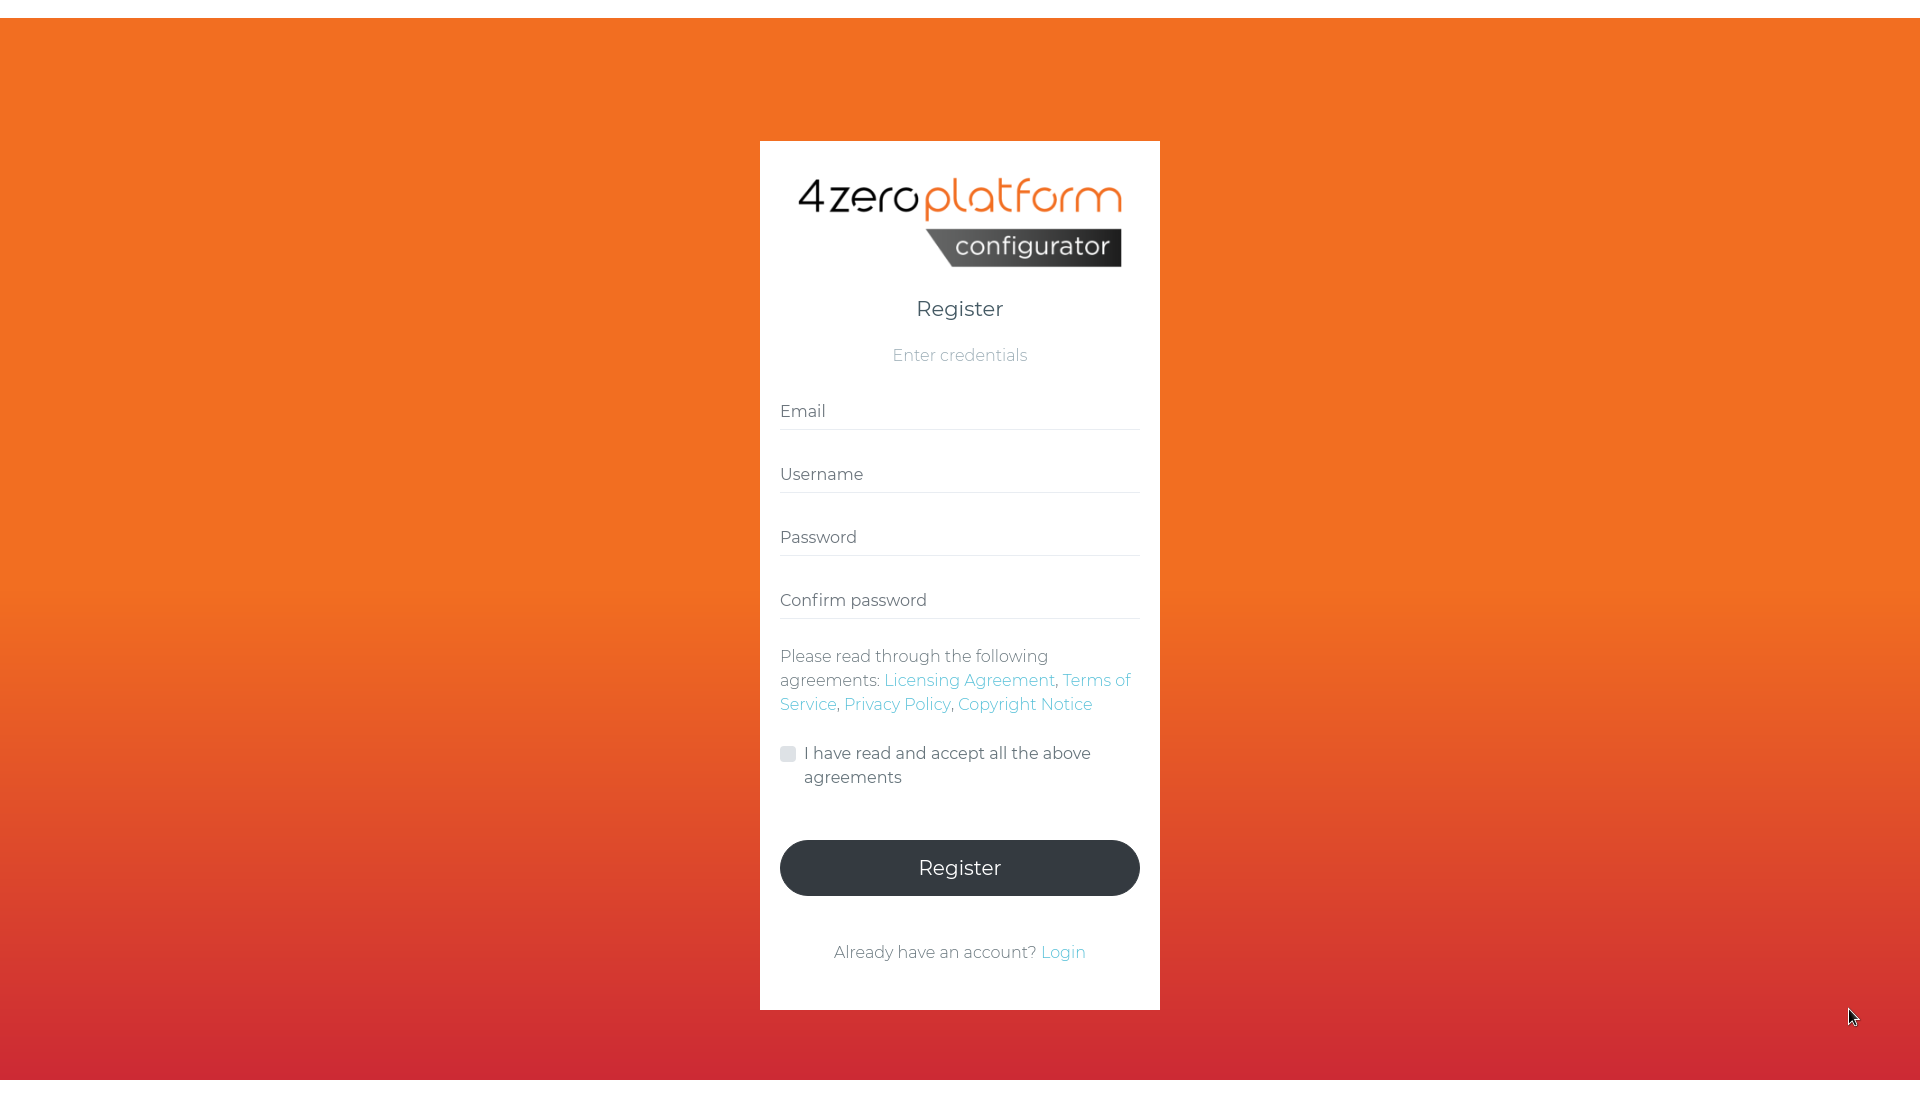 4zeroplatform
configurator
Register
Enter credentials
Email
Username
Password
Confirm password
Please read through the following
agreements: Licensing Agreement, Terms of
Service, Privacy Policy, Copyright Notice
I have read and accept all the above
agreements
Register
Already have an account? Login